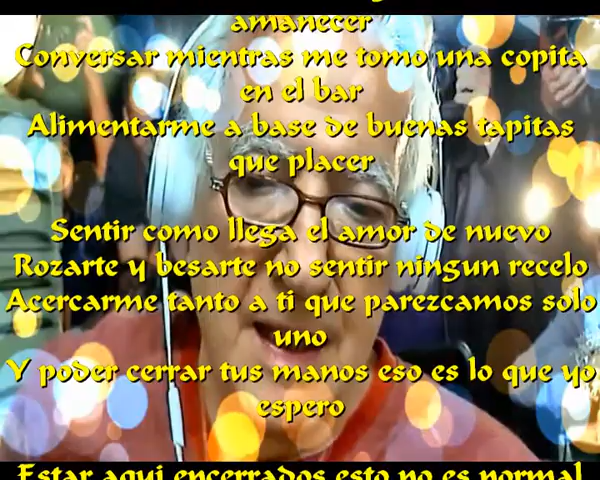 amanecer
Conversar mientras me tomo una copita
en el bar
Alimentarme a base de buenas tapitas
que placer
Sentir como llega el amor de nuevo
Rozarte y besarte no sentir ningun recelo
Acercarme tanto a ti que parezcamos solo
uno
Y poder cerrar tus manos eso es lo que yo
espero
Estar aqui encerrados esto no es normal